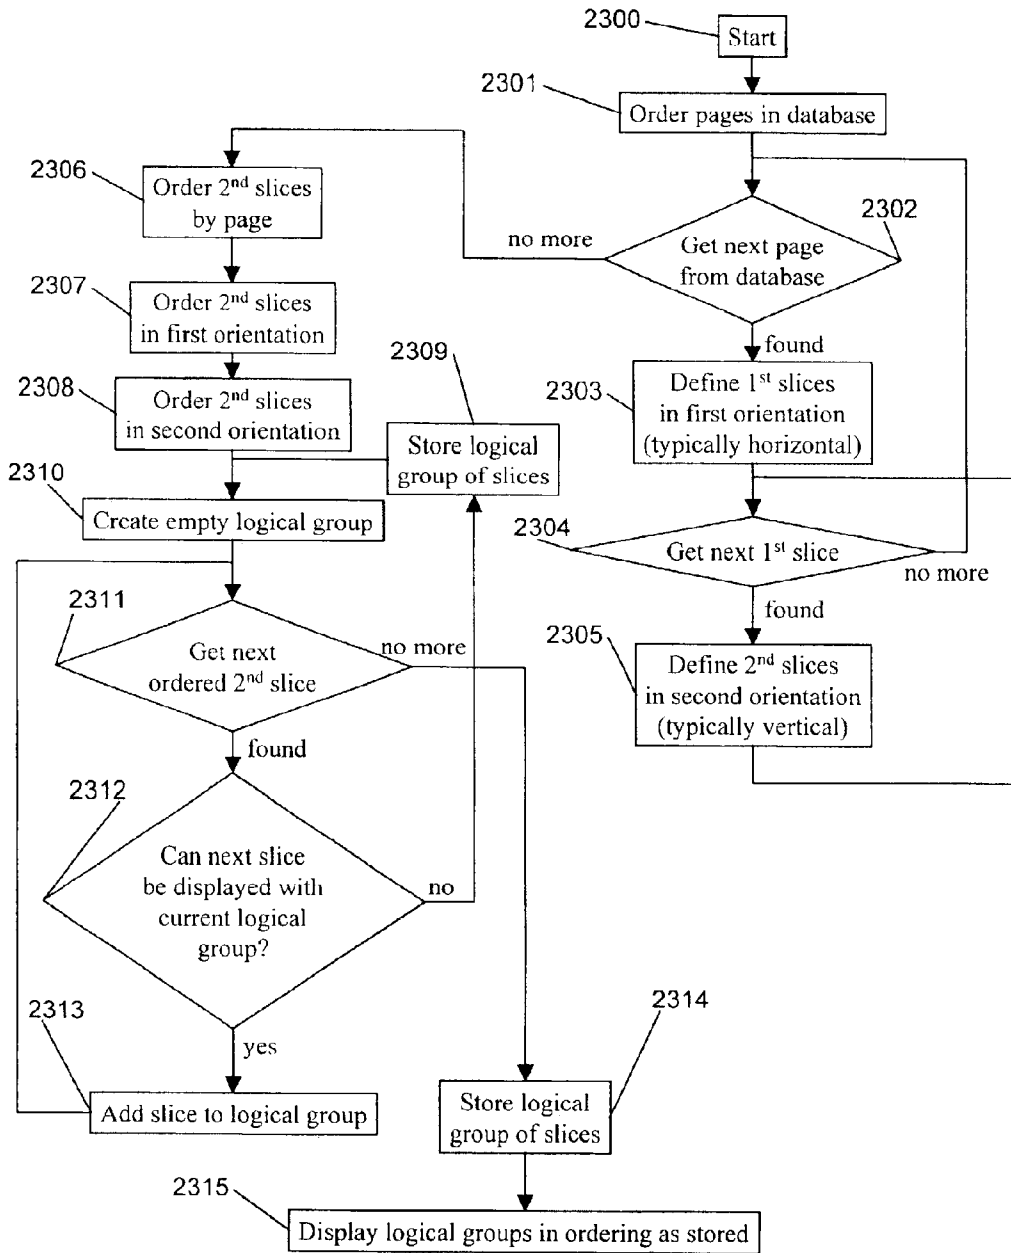 2300
Start
2301
Order pages in database
2306
Order 2nd slices
by page
2302
no more
Get next page
from database
2307
Order 2nd slices
in first orientation
found
2309
2303
Define 1st slices
in first orientation
(typically horizontal)
2308
Order 2nd slices
in second orientation
Store logical
group of slices
2310
Create empty logical group
2304
Get next 1st slice
no more
found
2311
Get next
ordered 2nd slice
no more
2305
Define 2nd slices
in second orientation
(typically vertical)
found
2312
Can next slice
be displayed with
current logical
group?
no
yes
2313
Add slice to logical group
2314
Store logical
group of slices
2315
Display logical groups in ordering as stored